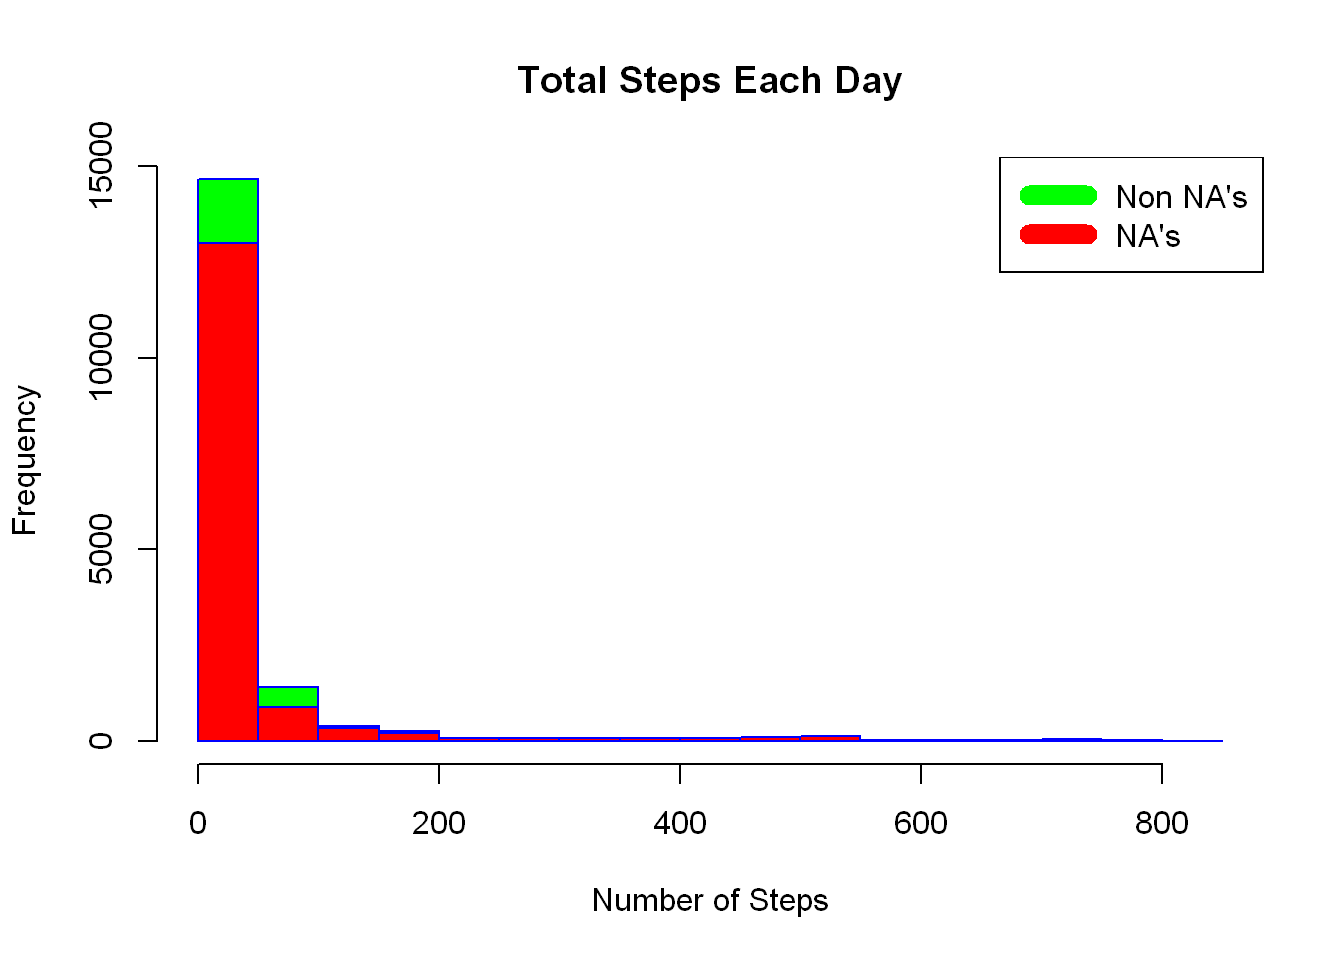 Total Steps Each Day
Non NA's
NA's
Frequency
15000
10000
5000
0
0 200 400 600 800
Number of Steps